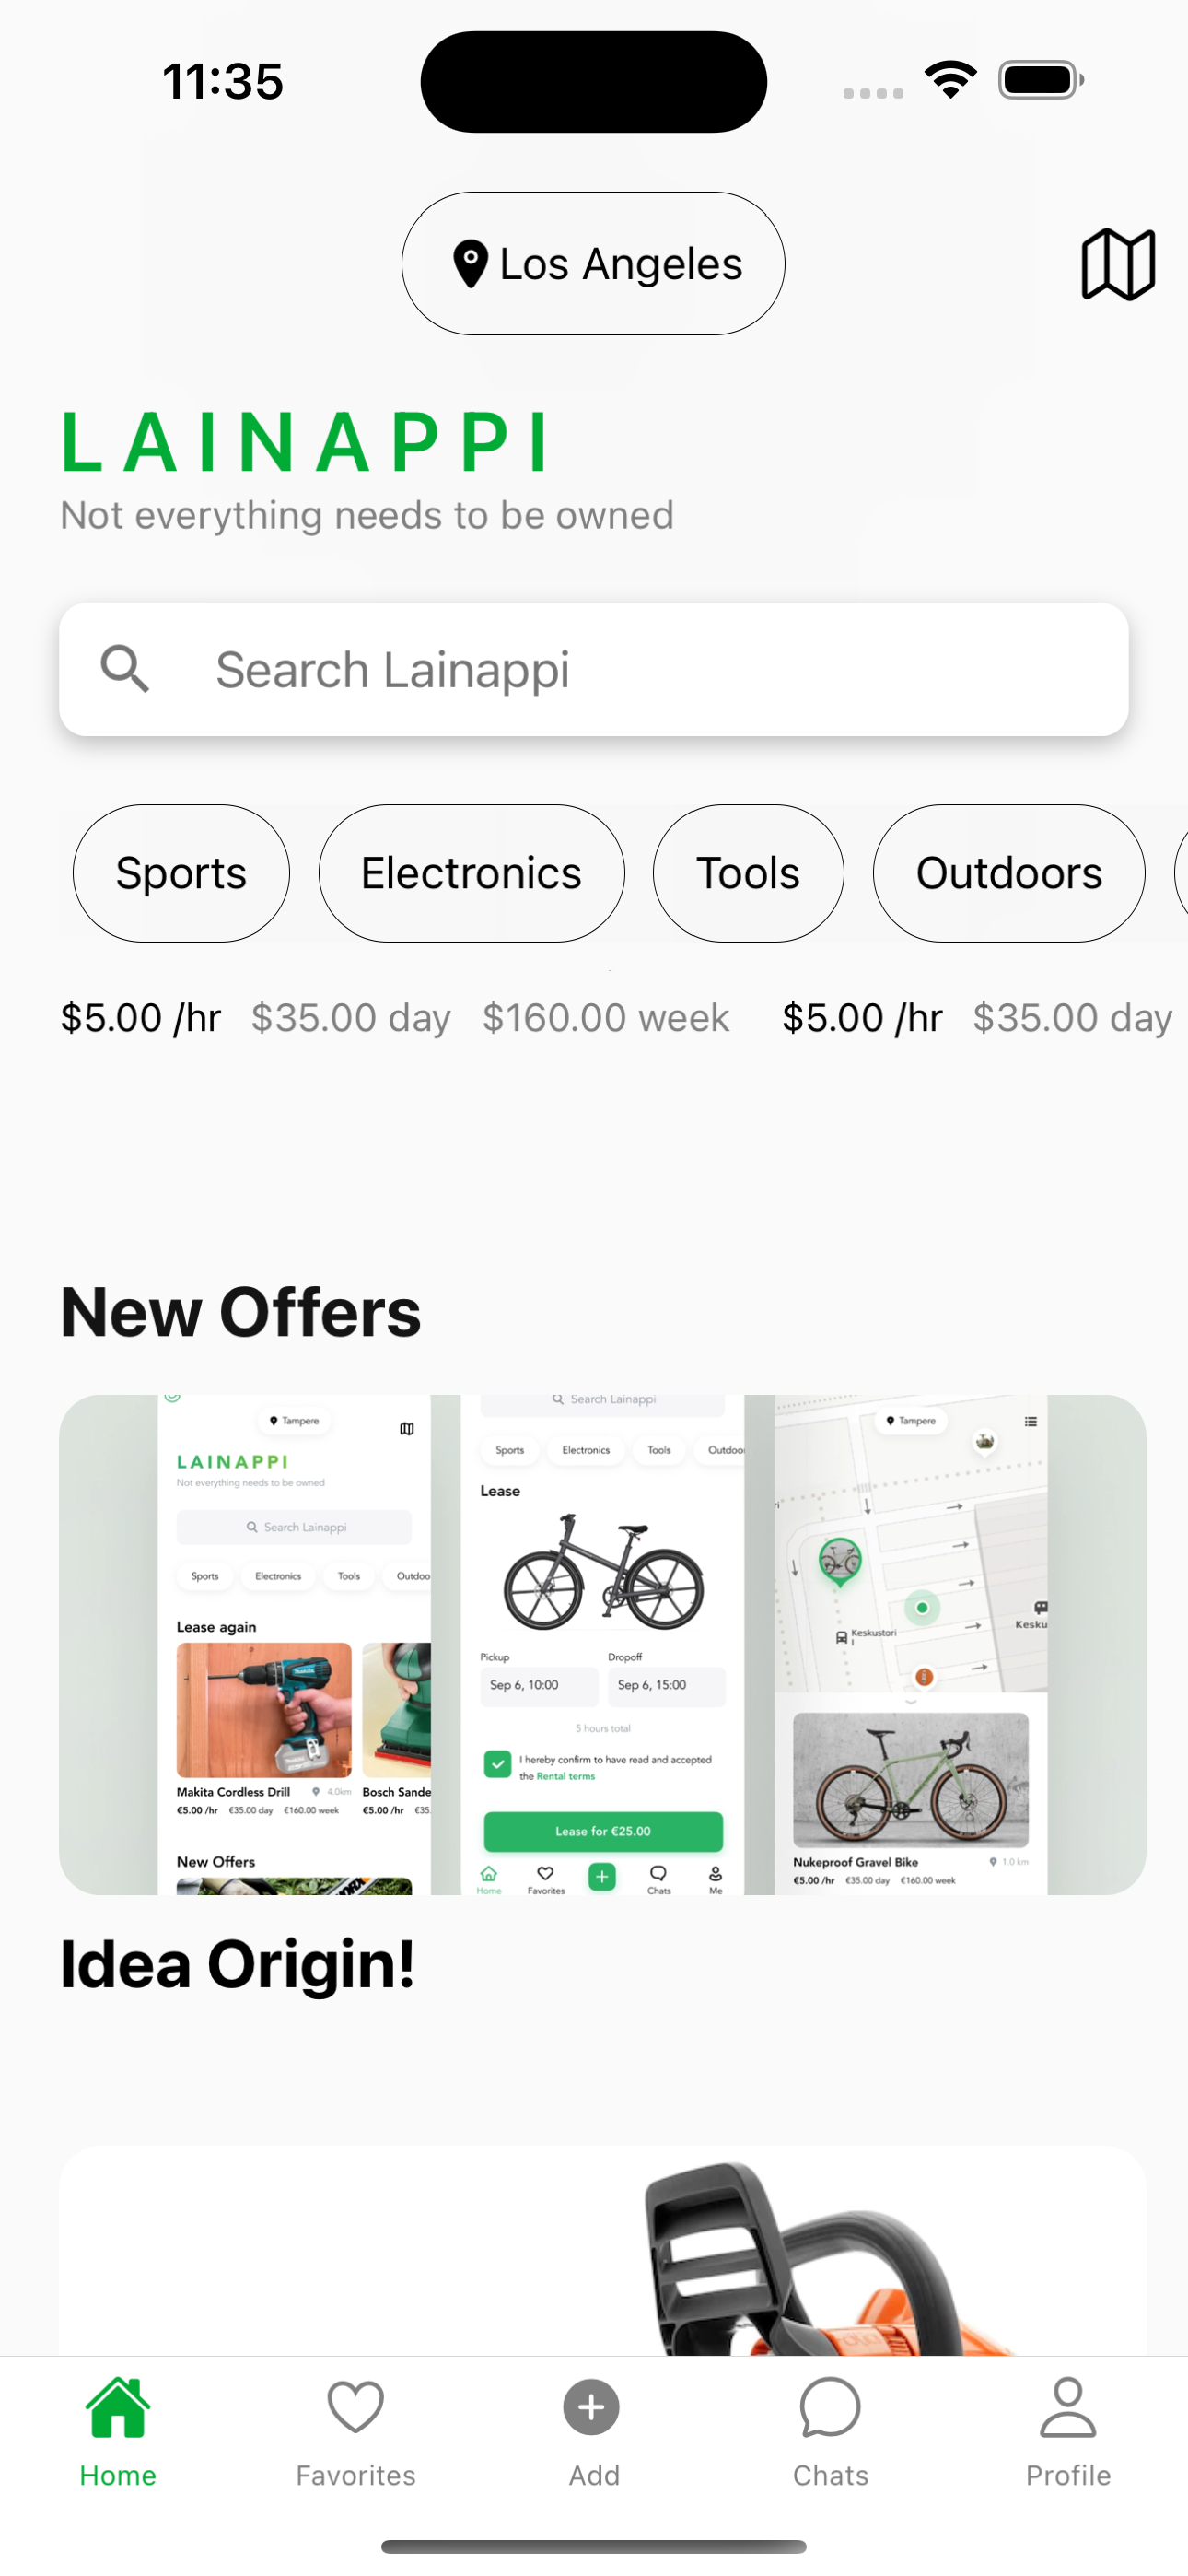 11:35
Los Angeles
LAINAPPI
Not everything needs to be owned
Search Lainappi
Sports Electronics Tools Outdoors
$5.00 /hr $35.00 day $160.00 week $5.00 /hr $35.00 day
New Offers
Tampere
LAINAPPI
Not everything needs to be owned
Search Lainappi
Sports Electronics Tools Outdoo
Lease again
Makita Cordless Drill 4.0km Bosch Sande
€5.00 /hr €35.00 day €160.00 week €5.00 /hr €35.
New Offers
Search Lainappi
Sports Electronics Tools Outdoor
Lease
Pickup Dropoff
Sep 6, 10:00 Sep 6, 15:00
5 hours total
I hereby confirm to have read and accepted
the Rental terms
Lease for €25.00
Home Favorites Chats Me
Tampere
Keskustori
Kesku
Nukeproof Gravel Bike 1.0 km
€5.00 /hr €35.00 day €160.00 week
Idea Origin!
Home Favorites Add Chats Profile